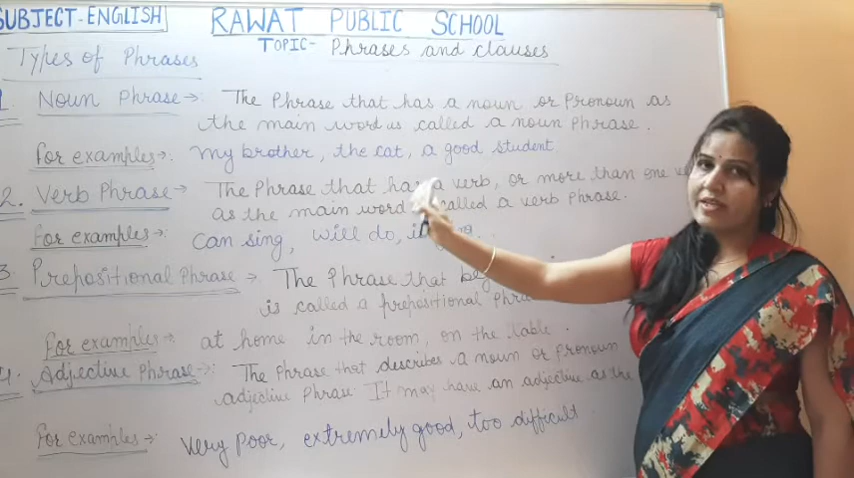 SUBJECT-ENGLISH
RAWAT PUBLIC SCHOOL
TOPIC- Phrases and clauses
Types of Phrases
1. Noun Phrase → The Phrase that has a noun or Pronoun as
the main word is called a noun Phrase.
For examples →: my brother, the cat, a good student
2. Verb Phrase → The Phrase that has a verb, or more than one
as the main word called a verb Phrase.
For examples →: Can sing, will do,
3. Prepositional Phrase → The Phrase that
is called a prepositional
For examples →: at home in the room, on the table.
4. Adjective Phrase →: The Phrase that describes a noun or pronoun
adjective Phrase. It may have an adjective as the
For examples →: Very Poor, extremely good, too difficult